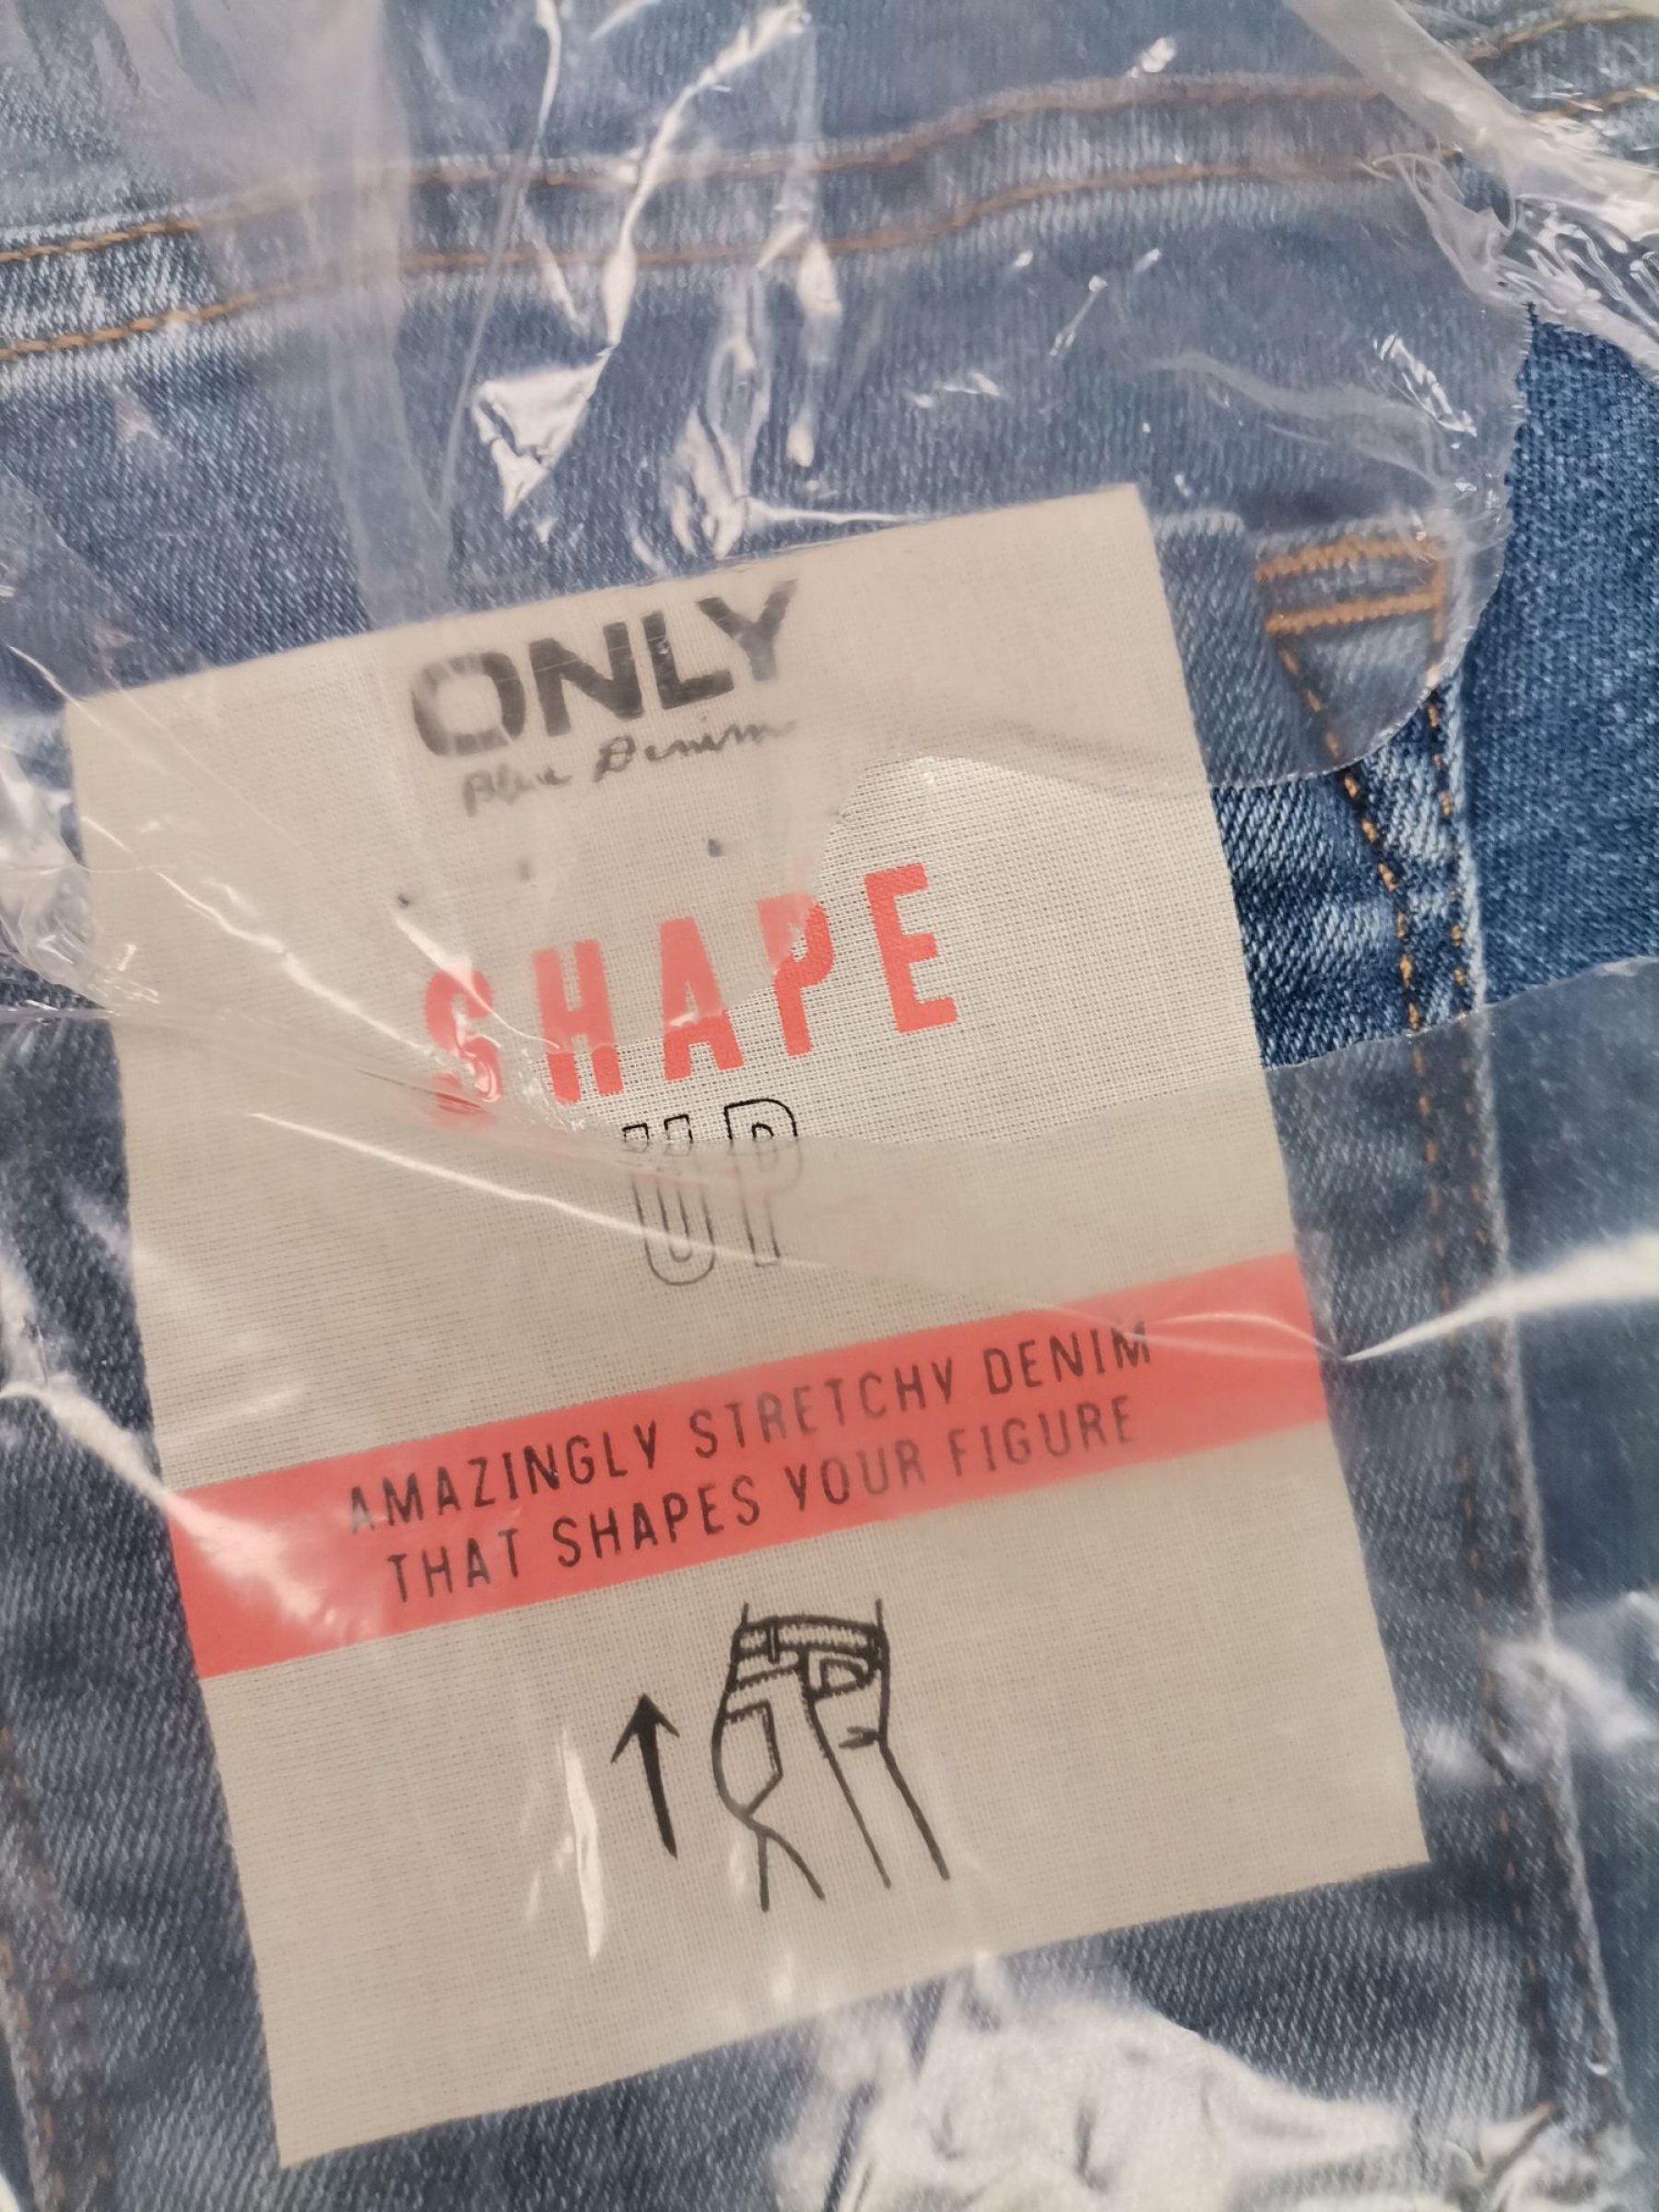 ONLY
Blue Denim
SHAPE
UP
AMAZINGLY STRETCHY DENIM
THAT SHAPES YOUR FIGURE